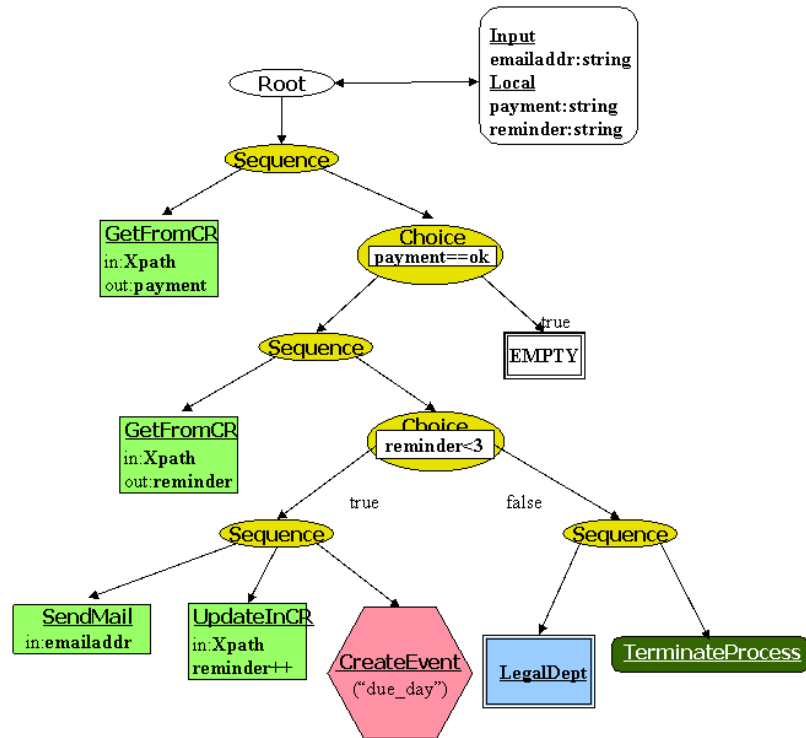 Input
emailaddr:string
Local
payment:string
reminder:string
Root
Sequence
GetFromCR
in:Xpath
out:payment
Choice
payment==ok
true
EMPTY
Sequence
GetFromCR
in:Xpath
out:reminder
Choice
reminder<3
true
false
Sequence
Sequence
SendMail
in:emailaddr
UpdateInCR
in:Xpath
reminder++
CreateEvent
(“due_day”)
LegalDept
TerminateProcess